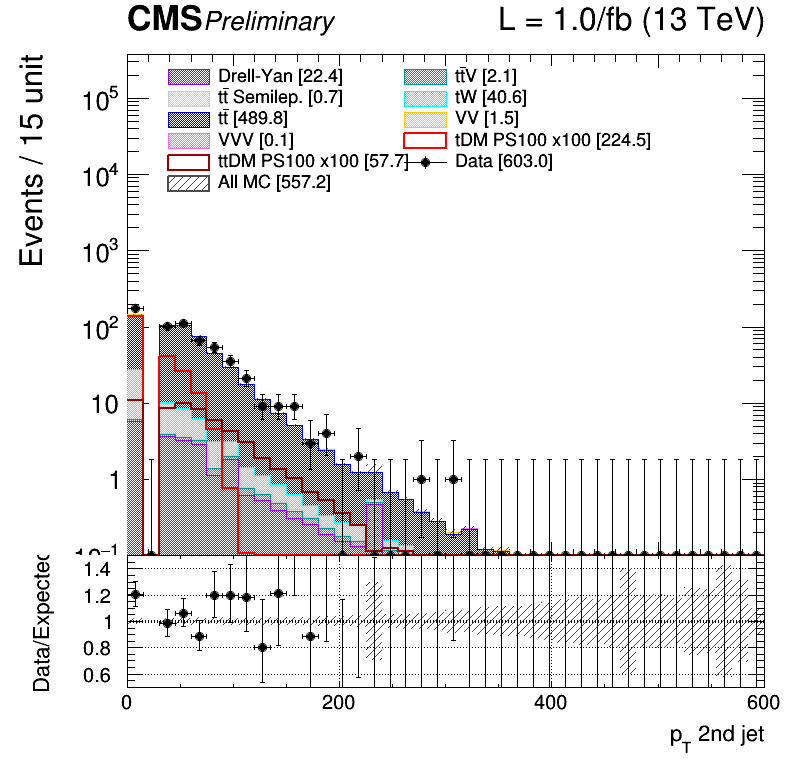 CMS Preliminary L = 1.0/fb (13 TeV)
Events / 15 unit
Drell-Yan [22.4] tt̄V [2.1]
tt̄ Semilep. [0.7] tW [40.6]
tt̄ [489.8] VV [1.5]
VVV [0.1] tDM PS100 x100 [224.5]
ttDM PS100 x100 [57.7] Data [603.0]
All MC [557.2]
10⁵
10⁴
10³
10²
10
1
10⁻¹
Data/Expected
1.4
1.2
1
0.8
0.6
0 200 400 600
p_T 2nd jet